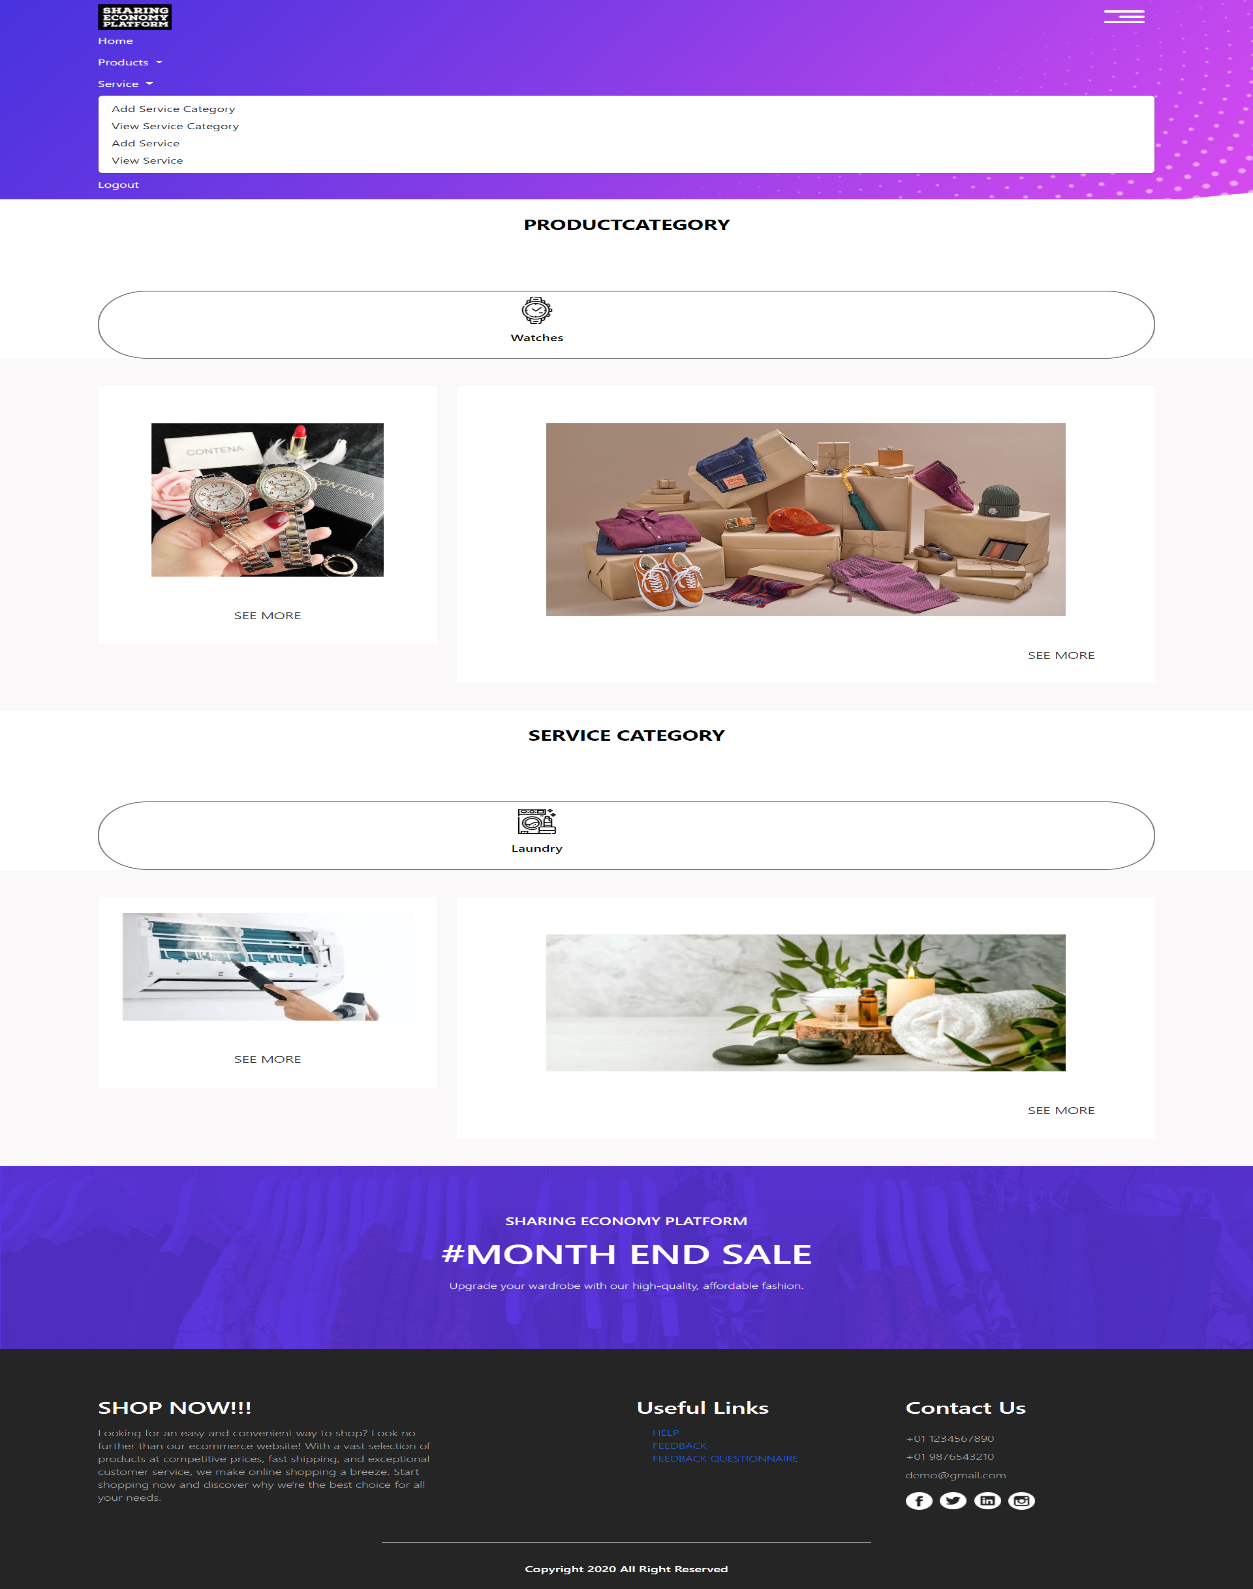 SHARING
ECONOMY
PLATFORM
Home
Products
Service
Add Service Category
View Service Category
Add Service
View Service
Logout
PRODUCTCATEGORY
Watches
CONTENA
CONTENA
SEE MORE
SEE MORE
SERVICE CATEGORY
Laundry
SEE MORE
SEE MORE
SHARING ECONOMY PLATFORM
#MONTH END SALE
Upgrade your wardrobe with our high-quality, affordable fashion.
SHOP NOW!!!
Looking for an easy and convenient way to shop? Look no
further than our ecommerce website! With a vast selection of
products at competitive prices, fast shipping, and exceptional
customer service, we make online shopping a breeze. Start
shopping now and discover why we're the best choice for all
your needs.
Useful Links
HELP
FEEDBACK
FEEDBACK QUESTIONNAIRE
Contact Us
+01 1234567890
+01 9876543210
demo@gmail.com
Copyright 2020 All Right Reserved